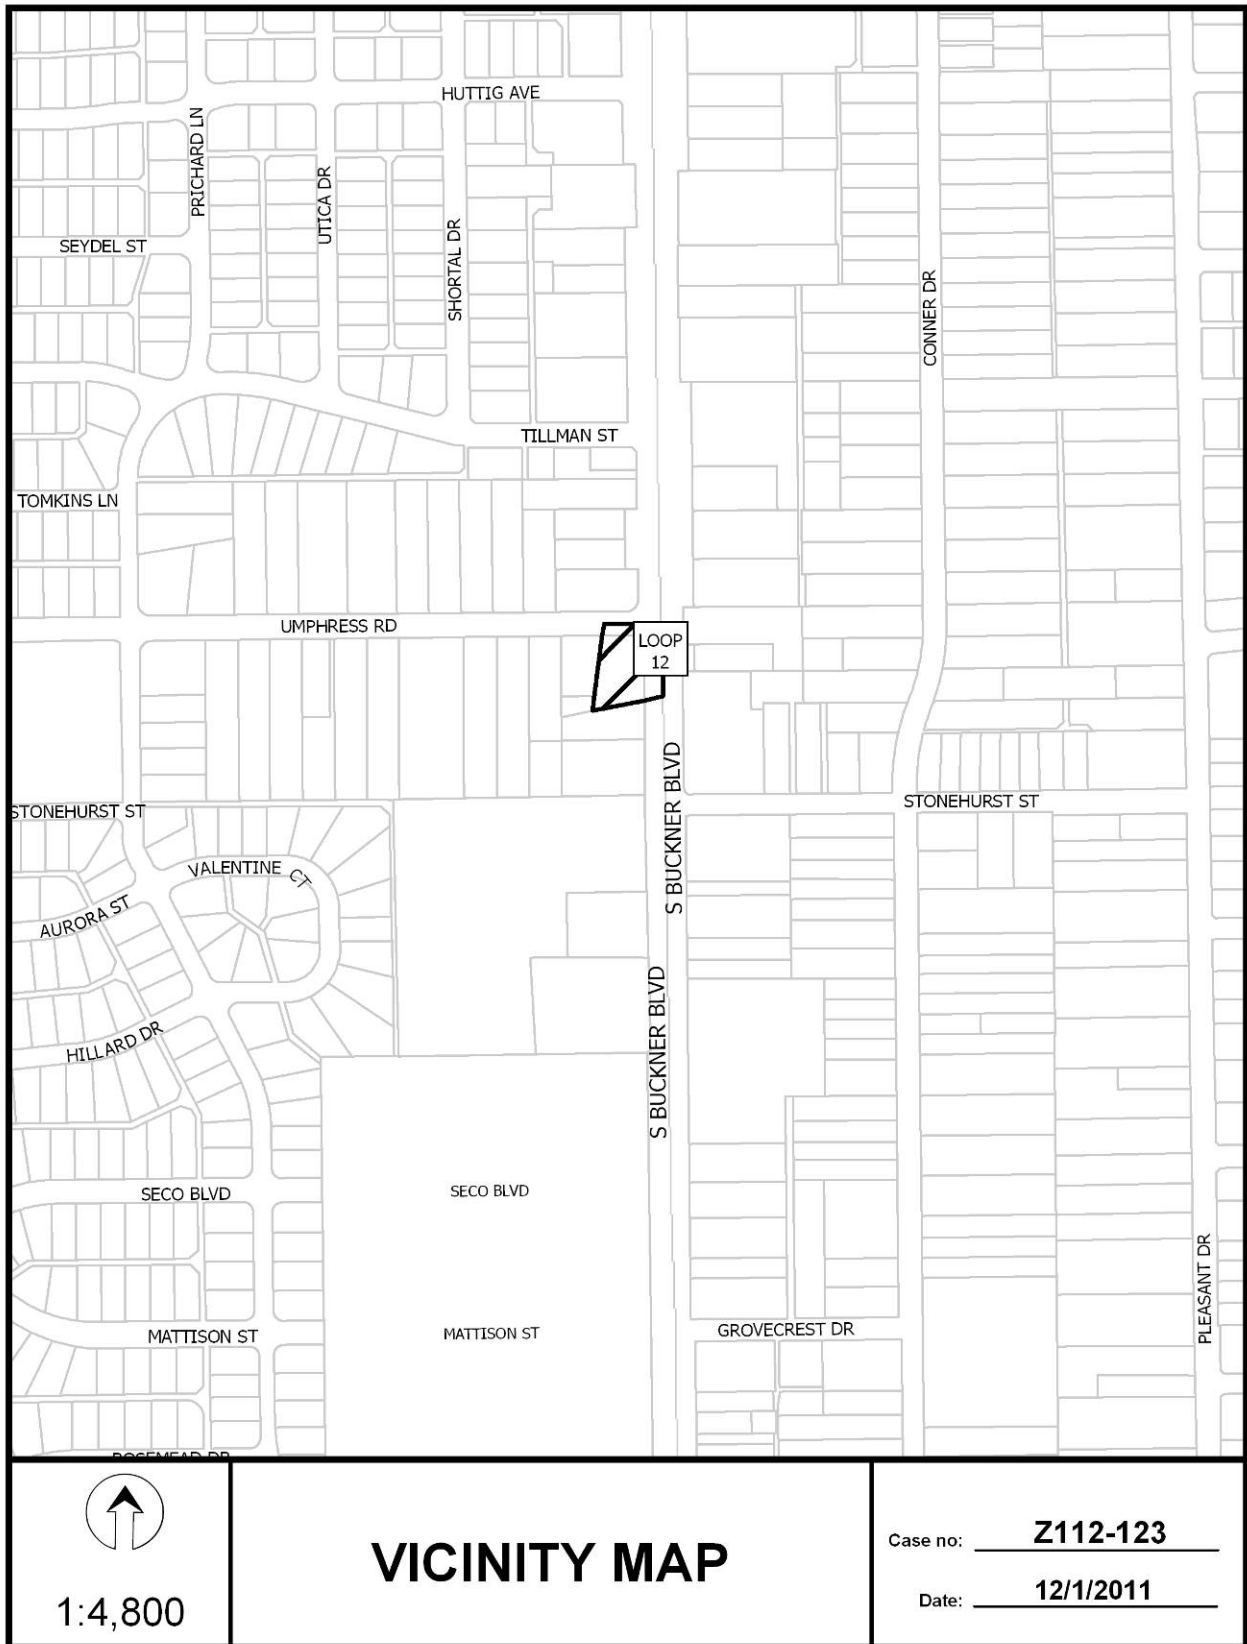 HUTTIG AVE
PRICHARD LN
UTICA DR
SHORTAL DR
SEYDEL ST
CONNER DR
TILLMAN ST
TOMKINS LN
UMPHRESS RD
LOOP
12
S BUCKNER BLVD
STONEHURST ST
STONEHURST ST
VALENTINE CT
AURORA ST
S BUCKNER BLVD
HILLARD DR
SECO BLVD
SECO BLVD
PLEASANT DR
MATTISON ST
MATTISON ST
GROVECREST DR
ROSEMEAD DR
1:4,800
VICINITY MAP
Case no: Z112-123
Date: 12/1/2011